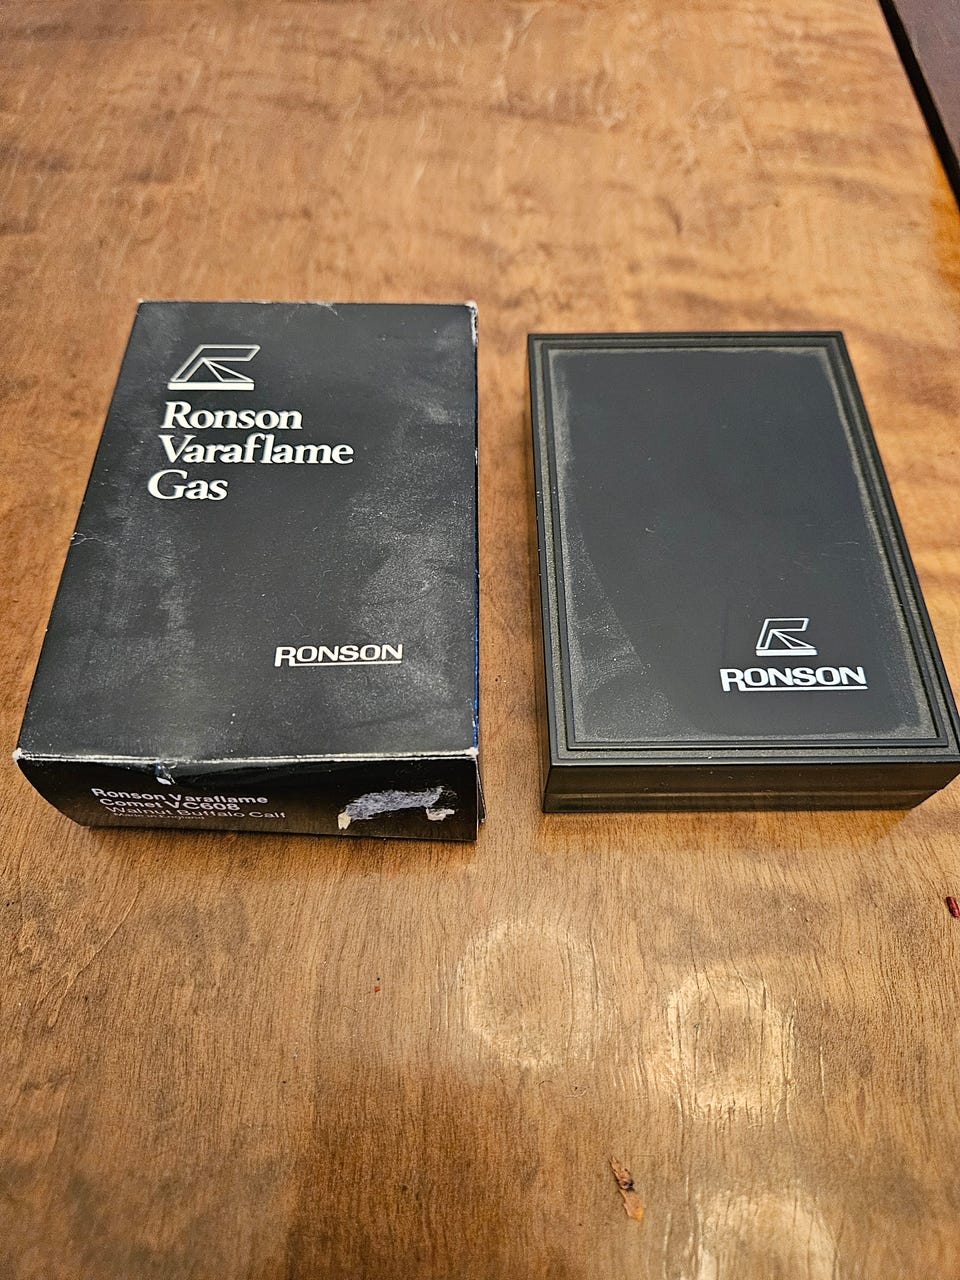 Ronson
Varaflame
Gas
RONSON
Ronson Varaflame
Comet VC608
Walnut Buffalo Calf
RONSON